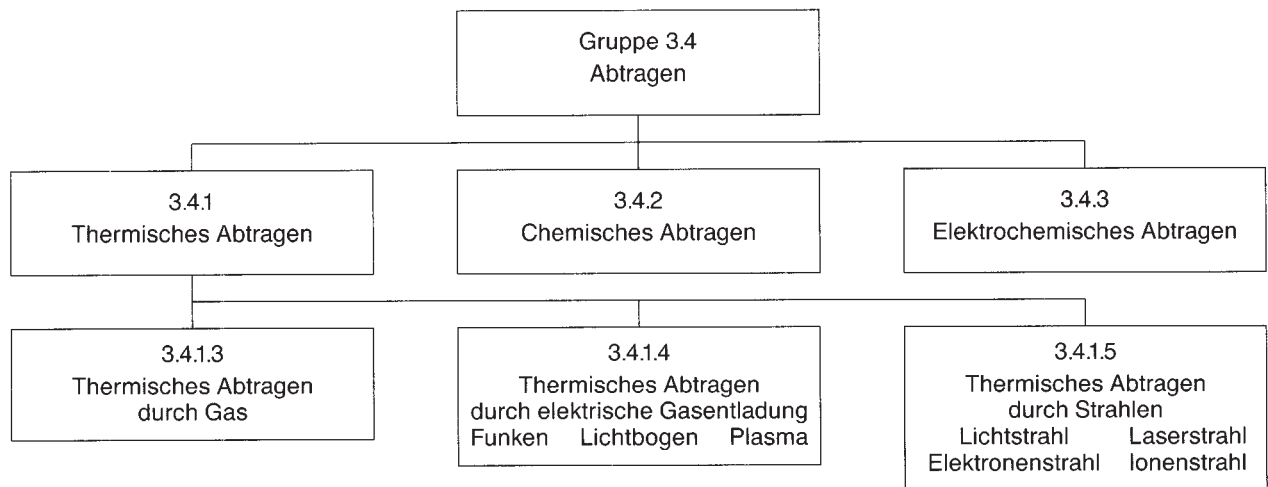 Gruppe 3.4
Abtragen
3.4.1
Thermisches Abtragen
3.4.2
Chemisches Abtragen
3.4.3
Elektrochemisches Abtragen
3.4.1.3
Thermisches Abtragen
durch Gas
3.4.1.4
Thermisches Abtragen
durch elektrische Gasentladung
Funken Lichtbogen Plasma
3.4.1.5
Thermisches Abtragen
durch Strahlen
Lichtstrahl Laserstrahl
Elektronenstrahl Ionenstrahl